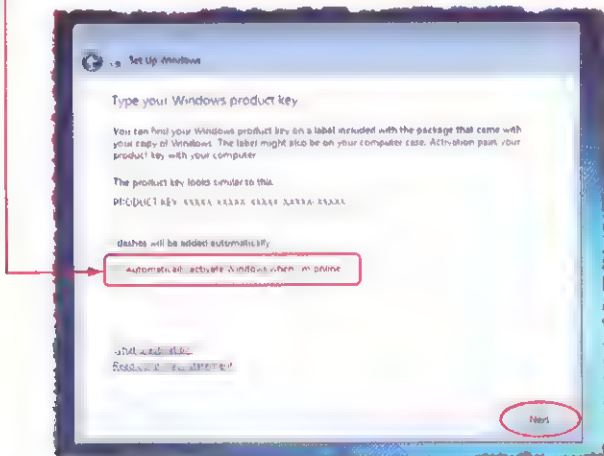 Set Up Windows
Type your Windows product key
You can find your Windows product key on a label included with the package that came with
your copy of Windows. The label might also be on your computer case. Activation pairs your
product key with your computer
The product key looks similar to this
PRODUCT KEY: XXXXX-XXXXX-XXXXX-XXXXX-XXXXX
dashes will be added automatically
Automatically activate Windows when I'm online
Next